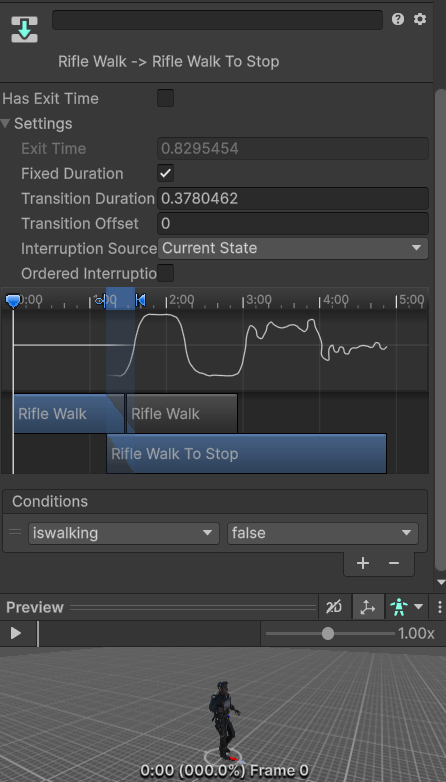 Rifle Walk -> Rifle Walk To Stop
Has Exit Time
Settings
Exit Time 0.8295454
Fixed Duration
Transition Duration 0.3780462
Transition Offset 0
Interruption Source Current State
Ordered Interruptio
0:00 1:00 2:00 3:00 4:00 5:00
Rifle Walk Rifle Walk
Rifle Walk To Stop
Conditions
iswalking false
+ −
Preview 2D
1.00x
0:00 (000.0%) Frame 0